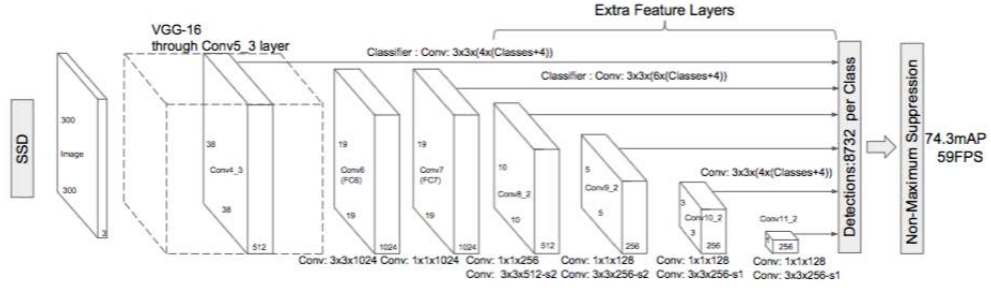 Extra Feature Layers
VGG-16
through Conv5_3 layer
Classifier : Conv: 3x3x(4x(Classes+4))
Classifier : Conv: 3x3x(6x(Classes+4))
SSD
300
Image
300
3
38
Conv4_3
38
512
19
Conv6
(FC6)
19
1024
19
Conv7
(FC7)
19
1024
10
Conv8_2
10
512
5
Conv9_2
5
256
Conv: 3x3x(4x(Classes+4))
3
Conv10_2
3
256
Conv11_2
256
Conv: 3x3x1024
Conv: 1x1x1024
Conv: 1x1x256
Conv: 3x3x512-s2
Conv: 1x1x128
Conv: 3x3x256-s2
Conv: 1x1x128
Conv: 3x3x256-s1
Conv: 1x1x128
Conv: 3x3x256-s1
Detections:8732 per Class
Non-Maximum Suppression
74.3mAP
59FPS